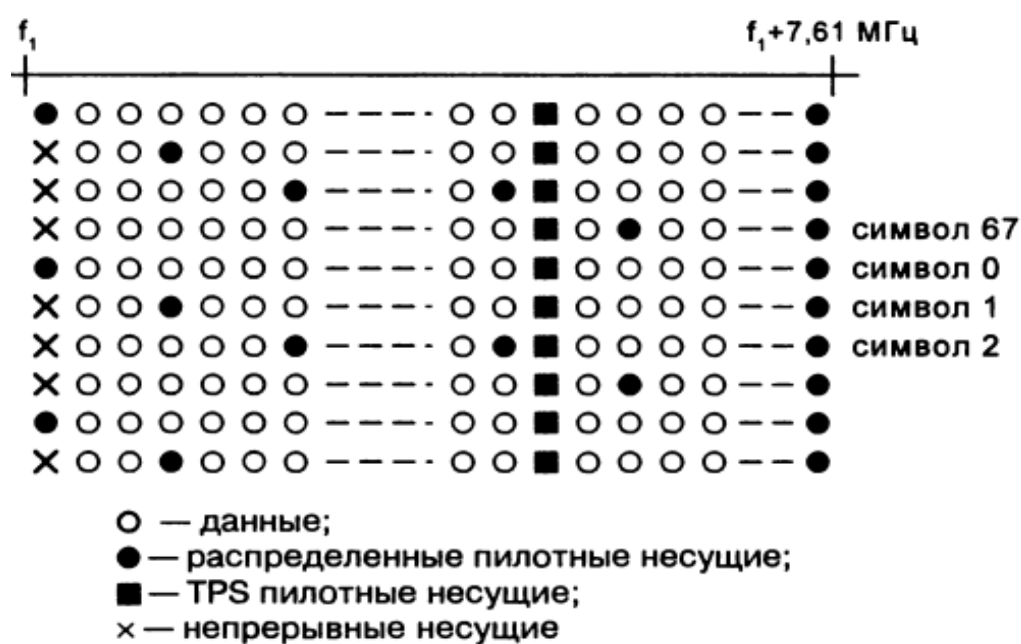 f₁ f₁+7,61 МГц
символ 67
символ 0
символ 1
символ 2
— данные;
— распределенные пилотные несущие;
— TPS пилотные несущие;
× — непрерывные несущие